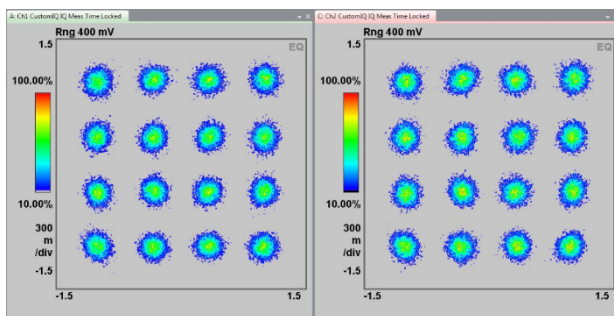 A: Ch1 CustomIQ IQ Meas Time Locked
Rng 400 mV
1.5
EQ
100.00%
10.00%
300
m
/div
-1.5
-1.5
1.5
C: Ch2 CustomIQ IQ Meas Time Locked
Rng 400 mV
1.5
EQ
100.00%
10.00%
300
m
/div
-1.5
-1.5
1.5